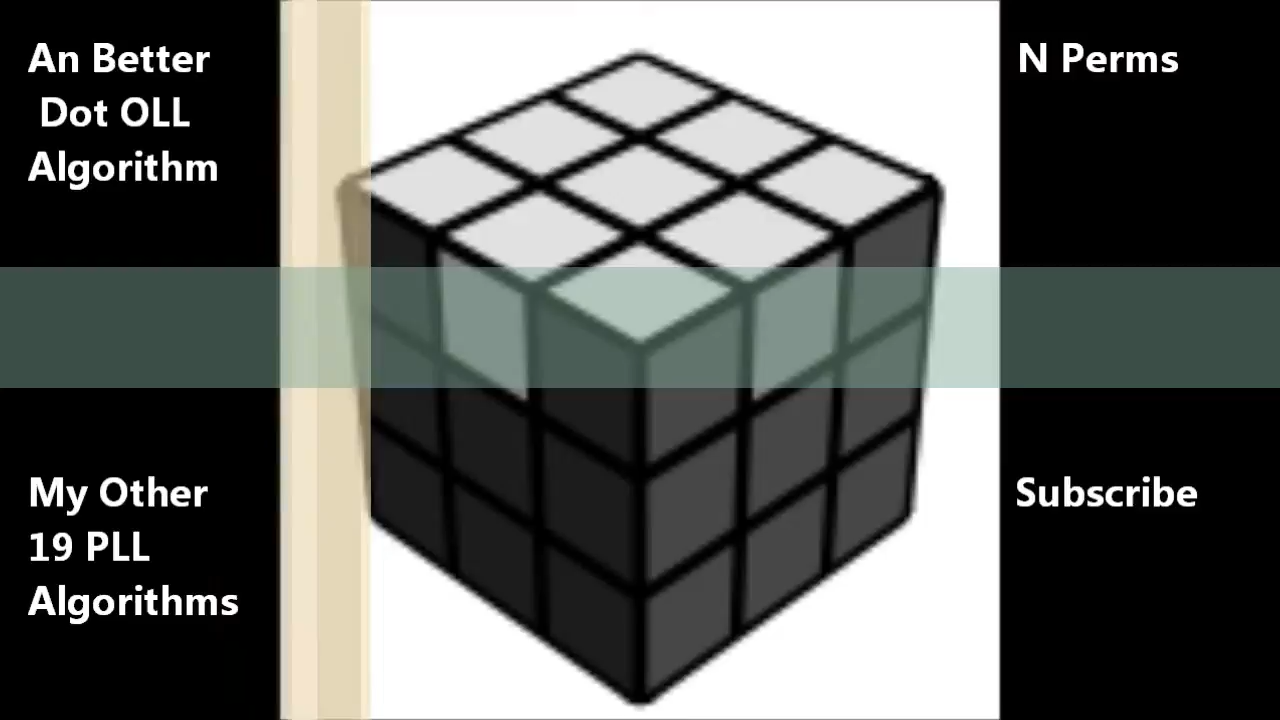 An Better
Dot OLL
Algorithm
N Perms
My Other
19 PLL
Algorithms
Subscribe